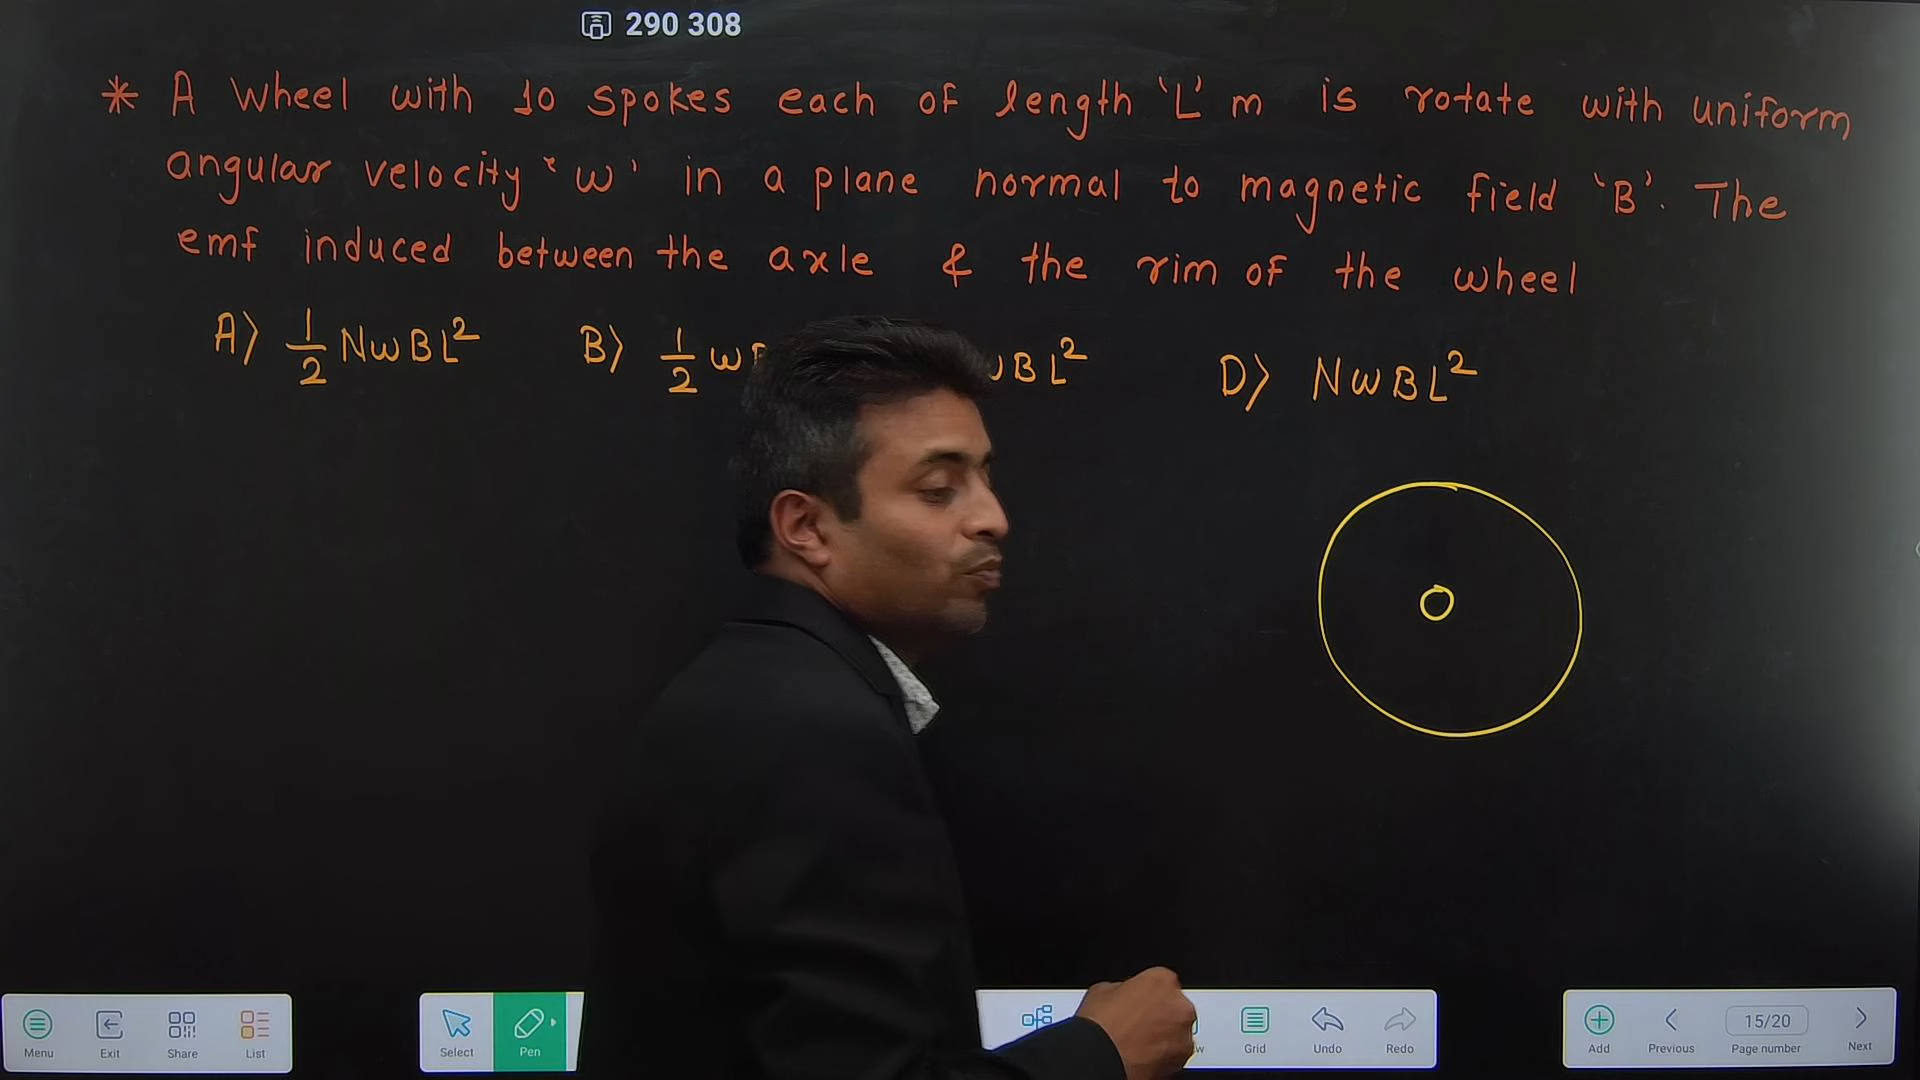 290 308
* A Wheel with 10 spokes each of length 'L' m is rotate with uniform
angular velocity 'w' in a plane normal to magnetic field 'B'. The
emf induced between the axle & the rim of the wheel
A) 1/2 NwBL² B) 1/2 w BL² D) NwBL²
Menu Exit Share List Select Pen Grid Undo Redo Add Previous 15/20 Page number Next